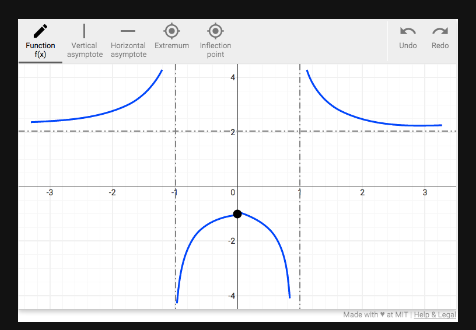 Function f(x)
Vertical asymptote
Horizontal asymptote
Extremum
Inflection point
Undo
Redo
4
2
-3 -2 -1 0 1 2 3
-2
-4
Made with ♥ at MIT | Help & Legal